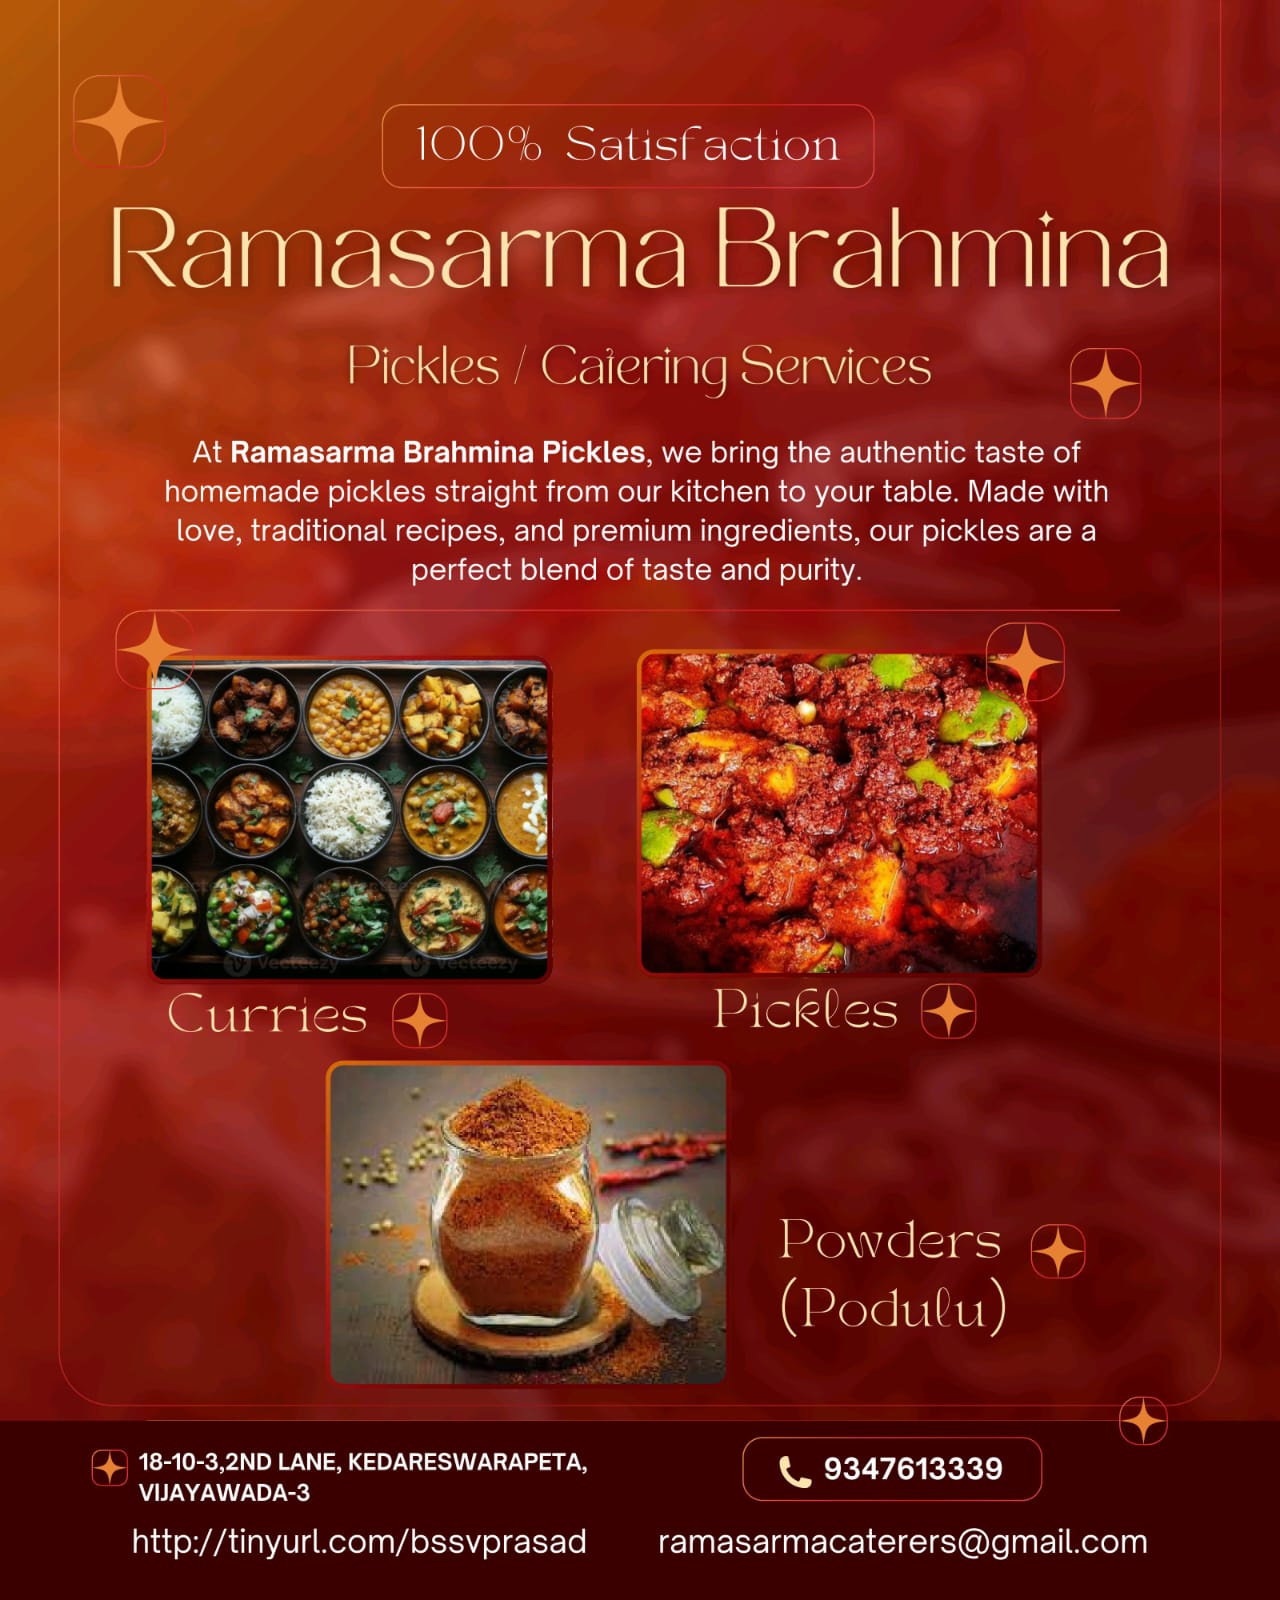 100% Satisfaction
Ramasarma Brahmina
Pickles / Catering Services
At Ramasarma Brahmina Pickles, we bring the authentic taste of
homemade pickles straight from our kitchen to your table. Made with
love, traditional recipes, and premium ingredients, our pickles are a
perfect blend of taste and purity.
Vecteezy
Vecteezy
Curries
Pickles
Powders
(Podulu)
18-10-3,2ND LANE, KEDARESWARAPETA,
VIJAYAWADA-3
9347613339
http://tinyurl.com/bssvprasad
ramasarmacaterers@gmail.com